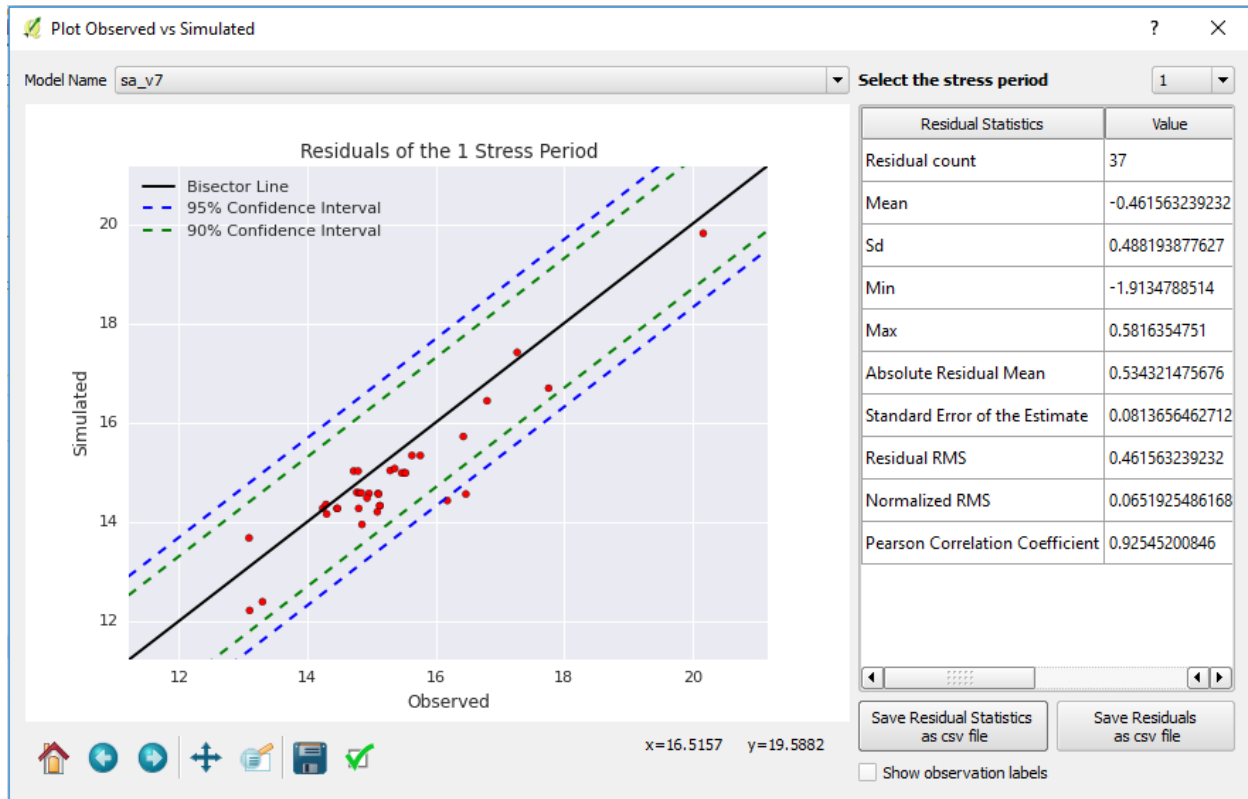 Plot Observed vs Simulated
?
Model Name
sa_v7
Select the stress period
1
Residuals of the 1 Stress Period
Bisector Line
95% Confidence Interval
90% Confidence Interval
20
18
16
14
12
Simulated
12 14 16 18 20
Observed
x=16.5157 y=19.5882
Residual Statistics Value
Residual count 37
Mean -0.461563239232
Sd 0.488193877627
Min -1.9134788514
Max 0.5816354751
Absolute Residual Mean 0.534321475676
Standard Error of the Estimate 0.0813656462712
Residual RMS 0.461563239232
Normalized RMS 0.0651925486168
Pearson Correlation Coefficient 0.92545200846
Save Residual Statistics
as csv file
Save Residuals
as csv file
Show observation labels